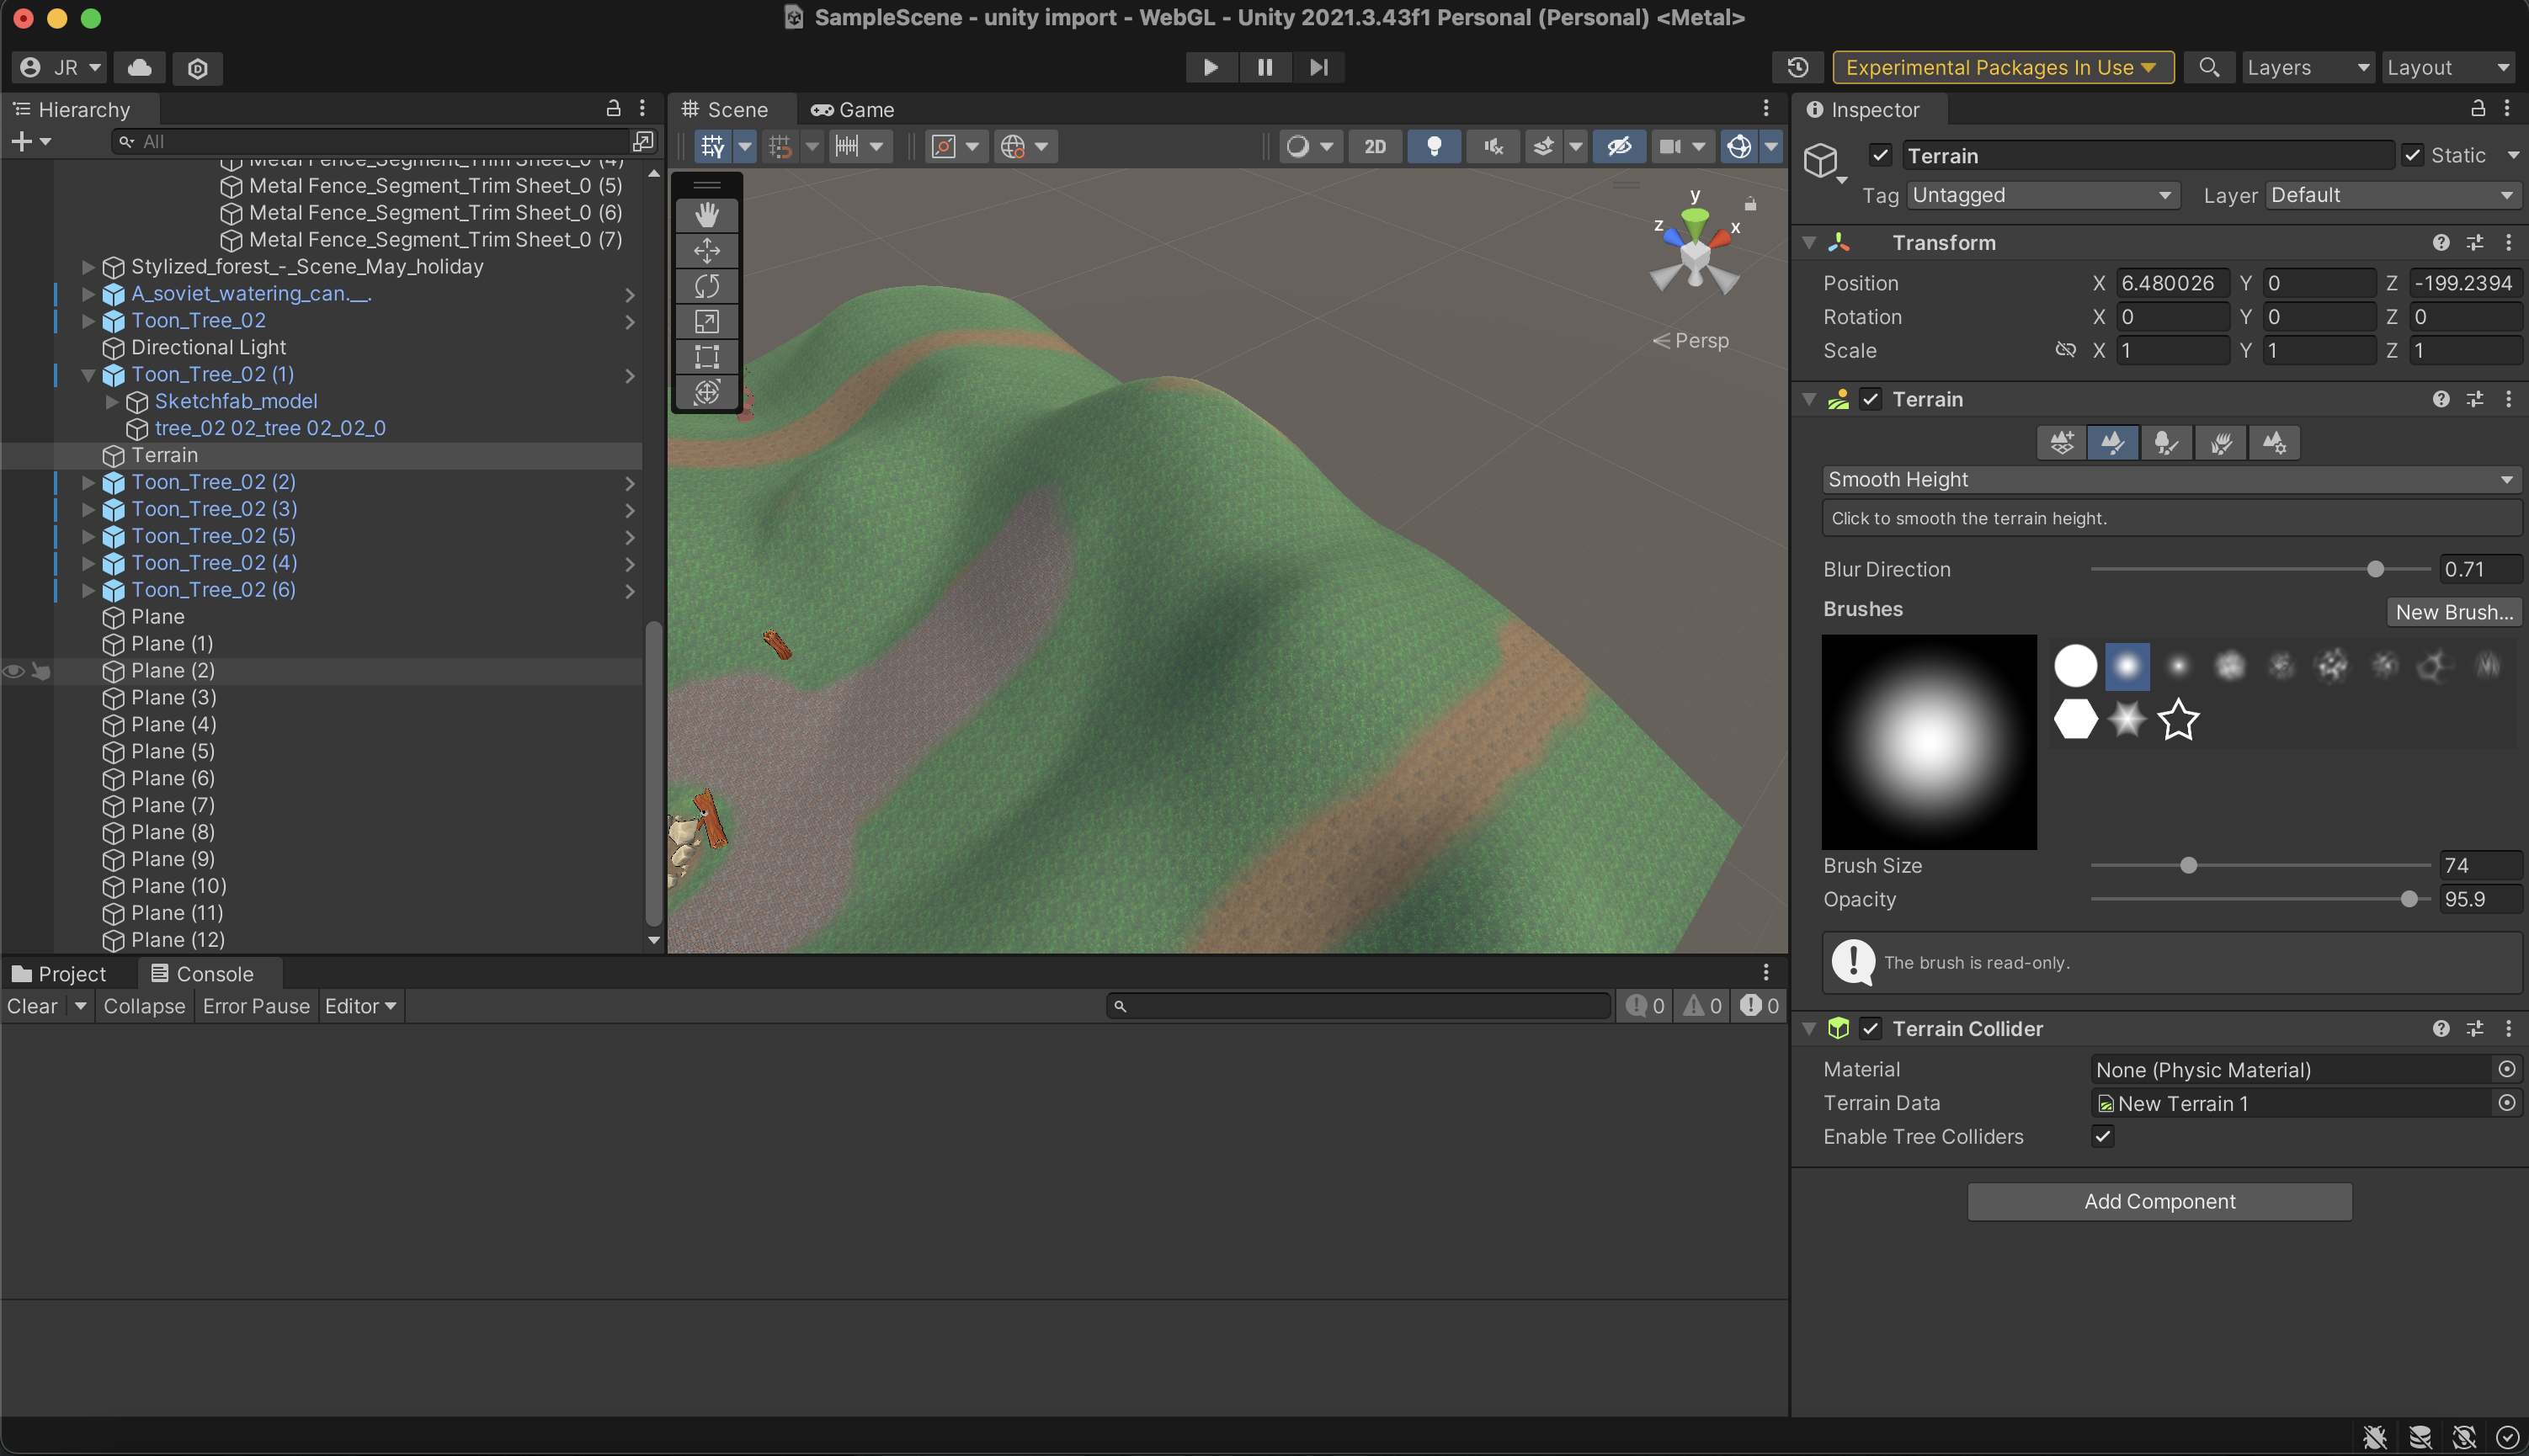 SampleScene - unity import - WebGL - Unity 2021.3.43f1 Personal (Personal) <Metal>
JR
Experimental Packages In Use
Layers
Layout
Hierarchy
All
Metal Fence_Segment_Trim Sheet_0 (4)
Metal Fence_Segment_Trim Sheet_0 (5)
Metal Fence_Segment_Trim Sheet_0 (6)
Metal Fence_Segment_Trim Sheet_0 (7)
Stylized_forest_-_Scene_May_holiday
A_soviet_watering_can.__.
Toon_Tree_02
Directional Light
Toon_Tree_02 (1)
Sketchfab_model
tree_02 02_tree 02_02_0
Terrain
Toon_Tree_02 (2)
Toon_Tree_02 (3)
Toon_Tree_02 (5)
Toon_Tree_02 (4)
Toon_Tree_02 (6)
Plane
Plane (1)
Plane (2)
Plane (3)
Plane (4)
Plane (5)
Plane (6)
Plane (7)
Plane (8)
Plane (9)
Plane (10)
Plane (11)
Plane (12)
Scene
Game
2D
y
z
x
Persp
Project
Console
Clear
Collapse
Error Pause
Editor
0
0
0
Inspector
Terrain
Static
Tag Untagged
Layer Default
Transform
Position X 6.480026 Y 0 Z -199.2394
Rotation X 0 Y 0 Z 0
Scale X 1 Y 1 Z 1
Terrain
Smooth Height
Click to smooth the terrain height.
Blur Direction 0.71
Brushes
New Brush...
Brush Size 74
Opacity 95.9
The brush is read-only.
Terrain Collider
Material None (Physic Material)
Terrain Data New Terrain 1
Enable Tree Colliders
Add Component